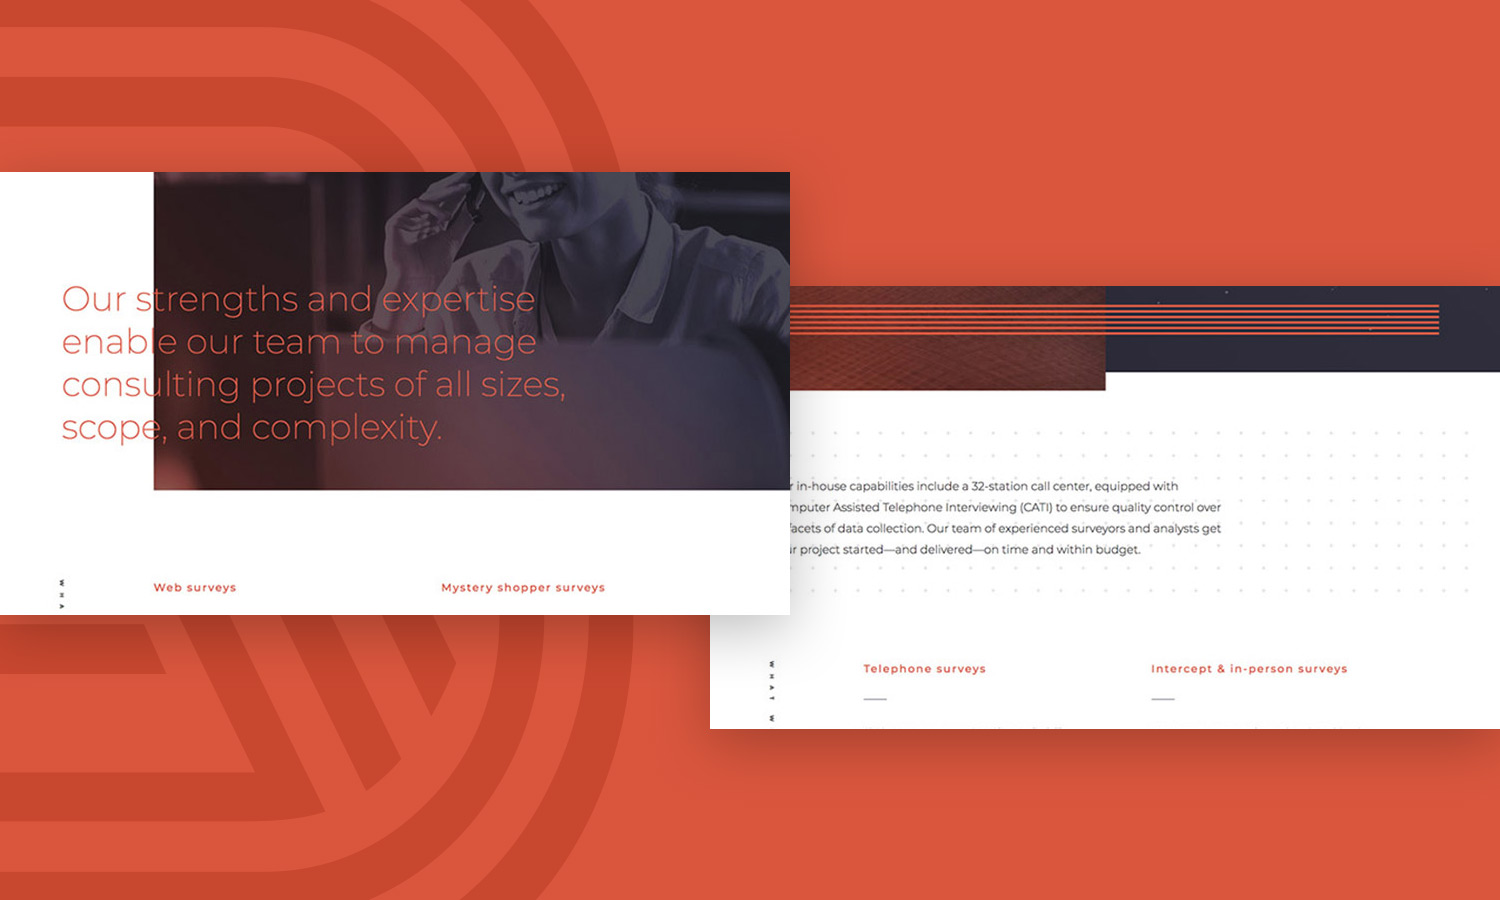 Our strengths and expertise
enable our team to manage
consulting projects of all sizes,
scope, and complexity.
WHA
Web surveys
Mystery shopper surveys
in-house capabilities include a 32-station call center, equipped with
Assisted Telephone Interviewing (CATI) to ensure quality control over
facets of data collection. Our team of experienced surveyors and analysts get
project started—and delivered—on time and within budget.
WHAT W
Telephone surveys
Intercept & in-person surveys